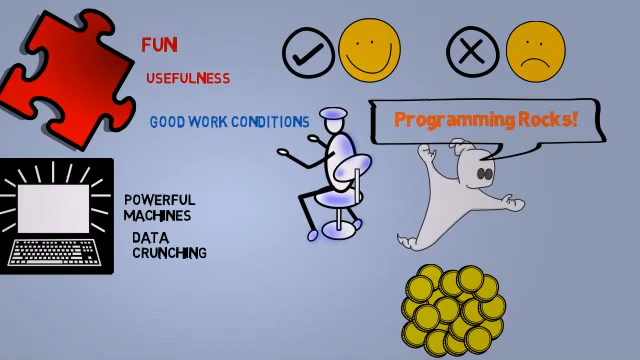 FUN
USEFULNESS
GOOD WORK CONDITIONS
Programming Rocks!
POWERFUL
MACHINES
DATA
CRUNCHING